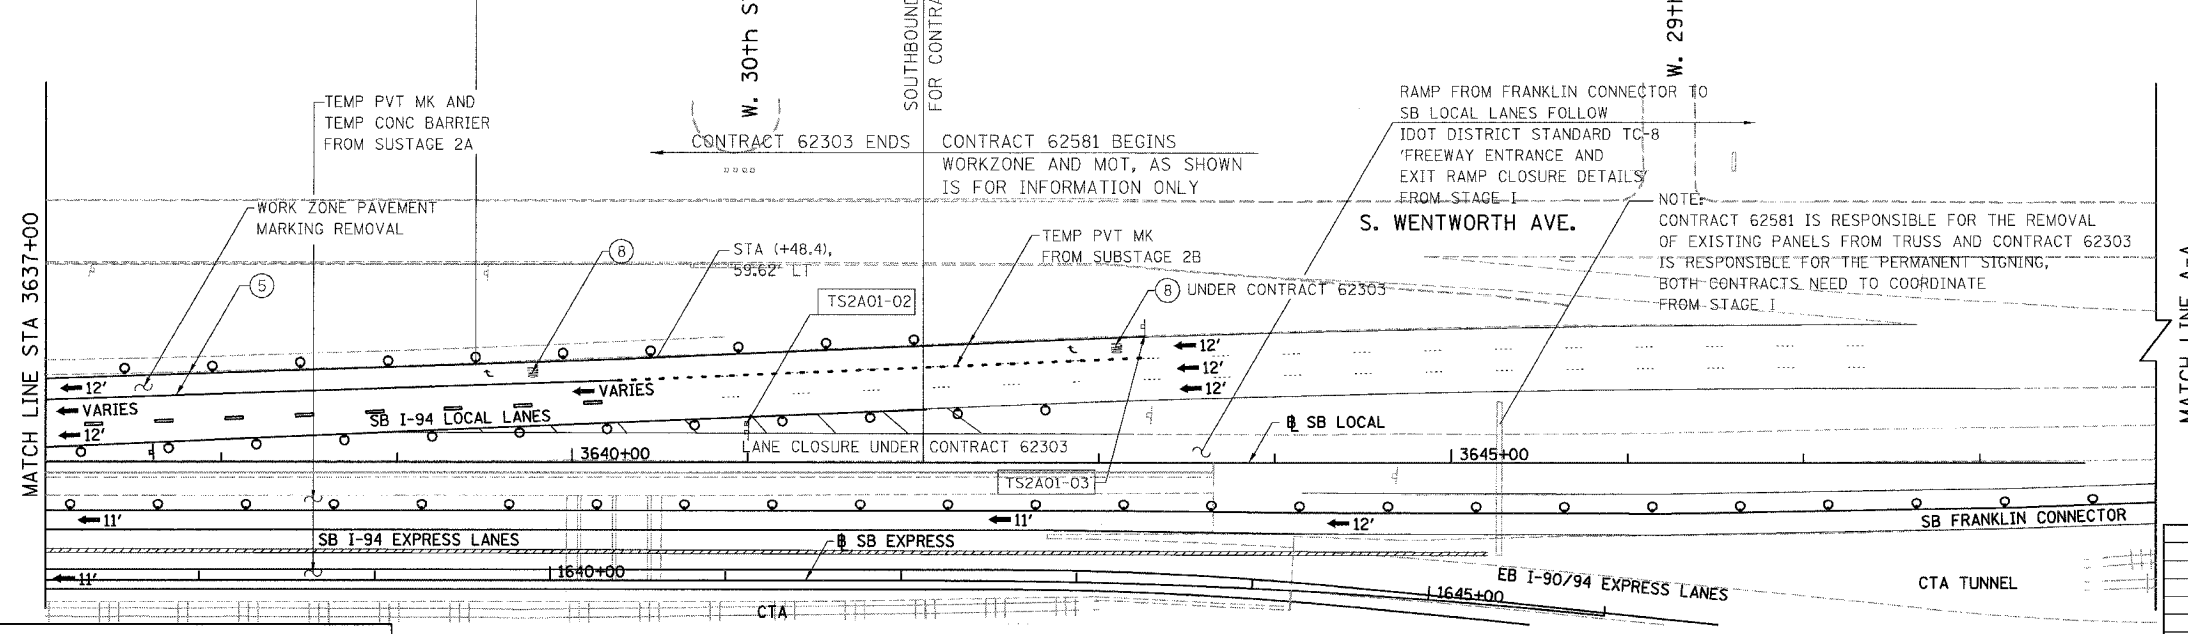 W. 30th S
SOUTHBOUND
FOR CONTRA
W. 29th
TEMP PVT MK AND
TEMP CONC BARRIER
FROM SUSTAGE 2A
CONTRACT 62303 ENDS
CONTRACT 62581 BEGINS
WORKZONE AND MOT, AS SHOWN
IS FOR INFORMATION ONLY
RAMP FROM FRANKLIN CONNECTOR TO
SB LOCAL LANES FOLLOW
IDOT DISTRICT STANDARD TC-8
'FREEWAY ENTRANCE AND
EXIT RAMP CLOSURE DETAILS'
FROM STAGE I
S. WENTWORTH AVE.
NOTE:
CONTRACT 62581 IS RESPONSIBLE FOR THE REMOVAL
OF EXISTING PANELS FROM TRUSS AND CONTRACT 62303
IS RESPONSIBLE FOR THE PERMANENT SIGNING,
BOTH CONTRACTS NEED TO COORDINATE
FROM STAGE I
WORK ZONE PAVEMENT
MARKING REMOVAL
5
8
STA (+48.4),
59.62' LT
TS2A01-02
TEMP PVT MK
FROM SUBSTAGE 2B
8 UNDER CONTRACT 62303
MATCH LINE STA 3637+00
MATCH LINE A-A
12'
12'
12'
12'
VARIES
VARIES
12'
SB I-94 LOCAL LANES
LANE CLOSURE UNDER CONTRACT 62303
SB LOCAL
3640+00
3645+00
TS2A01-03
11'
11'
12'
SB FRANKLIN CONNECTOR
SB I-94 EXPRESS LANES
SB EXPRESS
11'
1640+00
1645+00
EB I-90/94 EXPRESS LANES
CTA TUNNEL
CTA